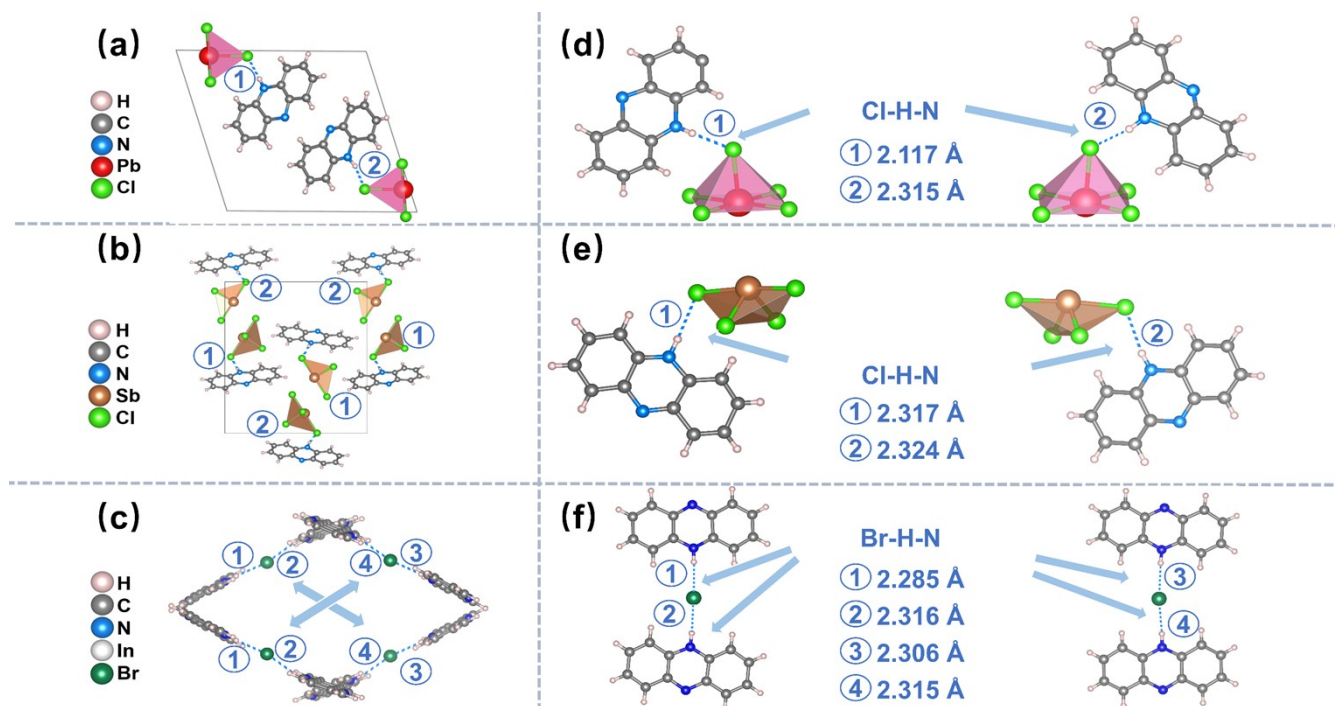 (a)
H
C
N
Pb
Cl
1
2
(d)
1
2
Cl-H-N
1 2.117 Å
2 2.315 Å
(b)
H
C
N
Sb
Cl
2
2
1
1
1
2
1
(e)
1
2
Cl-H-N
1 2.317 Å
2 2.324 Å
(c)
H
C
N
In
Br
1
2
4
3
1
2
4
3
(f)
1
2
3
4
Br-H-N
1 2.285 Å
2 2.316 Å
3 2.306 Å
4 2.315 Å